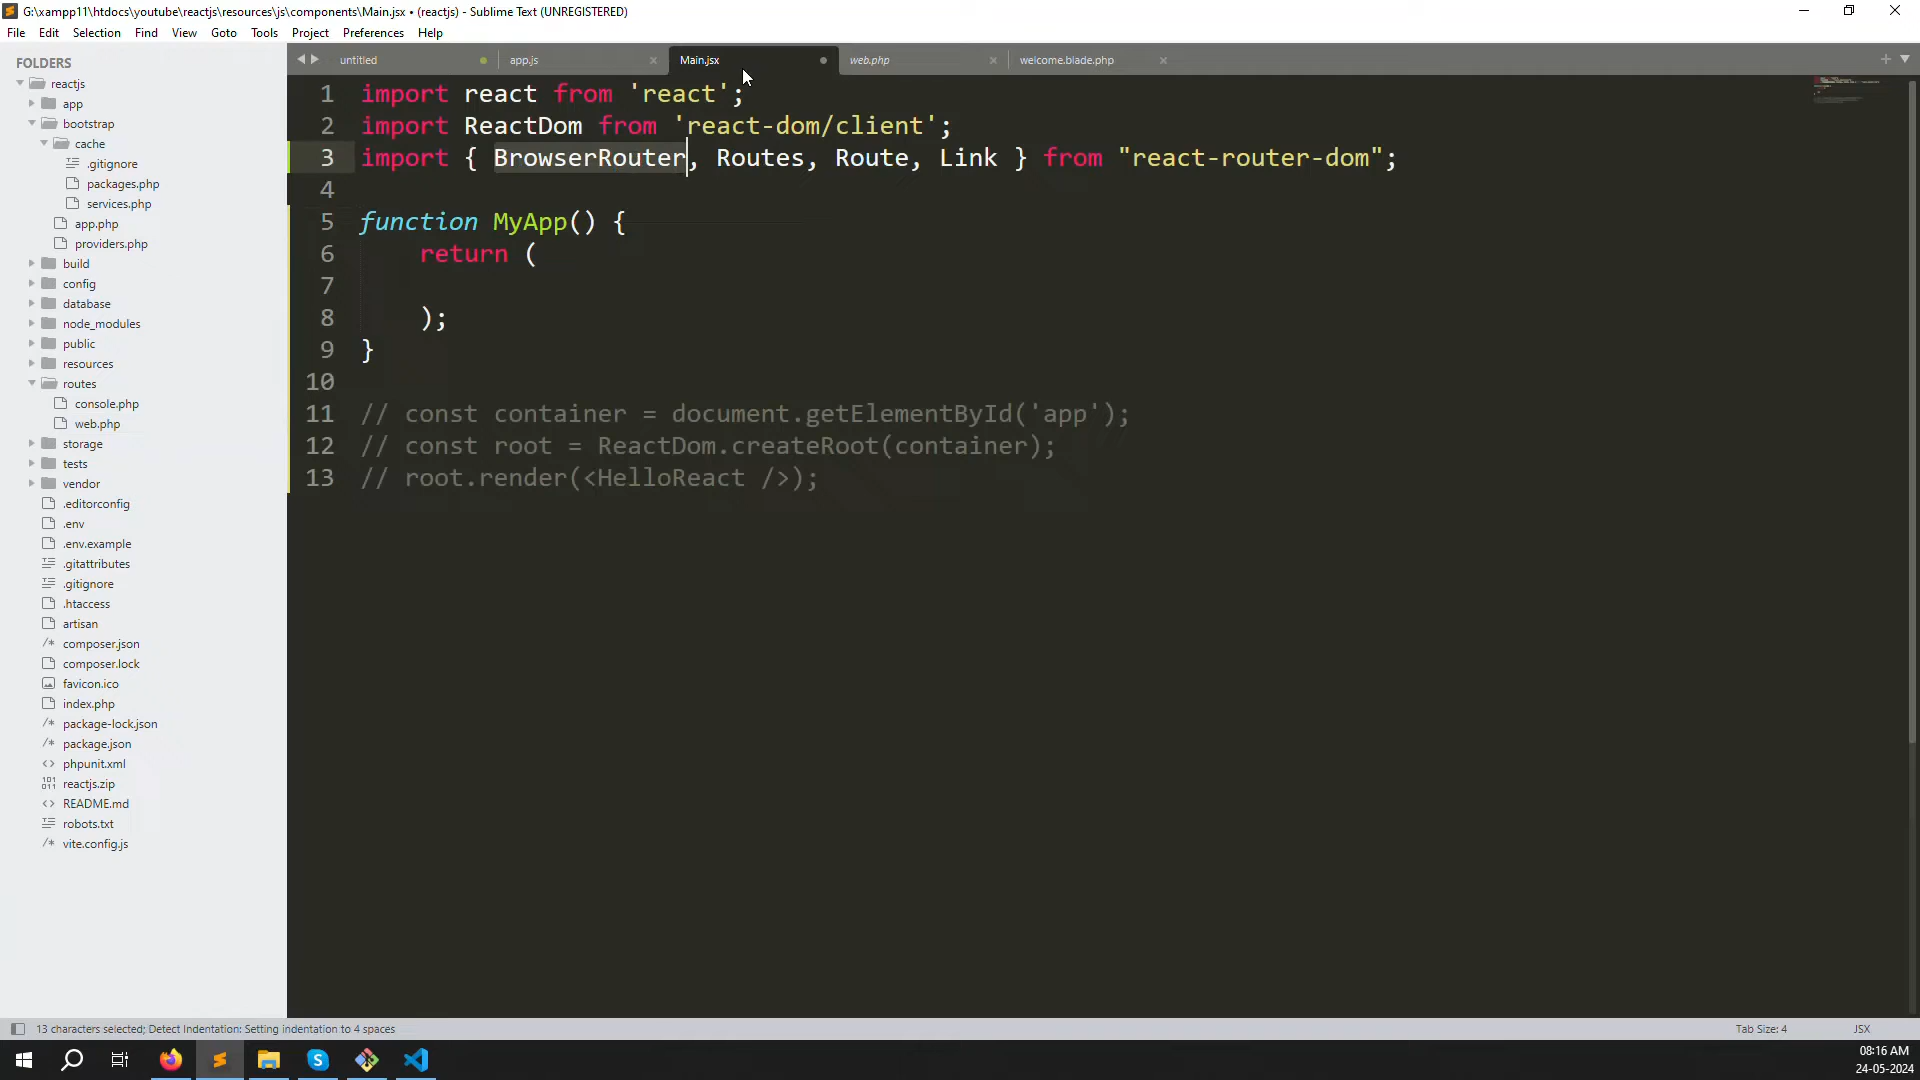 G:\xampp11\htdocs\youtube\reactjs\resources\js\components\Main.jsx • (reactjs) - Sublime Text (UNREGISTERED)
File Edit Selection Find View Goto Tools Project Preferences Help
FOLDERS
reactjs
app
bootstrap
cache
.gitignore
packages.php
services.php
app.php
providers.php
build
config
database
node_modules
public
resources
routes
console.php
web.php
storage
tests
vendor
.editorconfig
.env
.env.example
.gitattributes
.gitignore
.htaccess
artisan
composer.json
composer.lock
favicon.ico
index.php
package-lock.json
package.json
phpunit.xml
reactjs.zip
README.md
robots.txt
vite.config.js
untitled app.js Main.jsx web.php welcome.blade.php
1 import react from 'react';
2 import ReactDom from 'react-dom/client';
3 import { BrowserRouter, Routes, Route, Link } from "react-router-dom";
4
5 function MyApp() {
6 return (
7
8 );
9 }
10
11 // const container = document.getElementById('app');
12 // const root = ReactDom.createRoot(container);
13 // root.render(<HelloReact />);
13 characters selected; Detect Indentation: Setting indentation to 4 spaces
Tab Size: 4 JSX
08:16 AM
24-05-2024